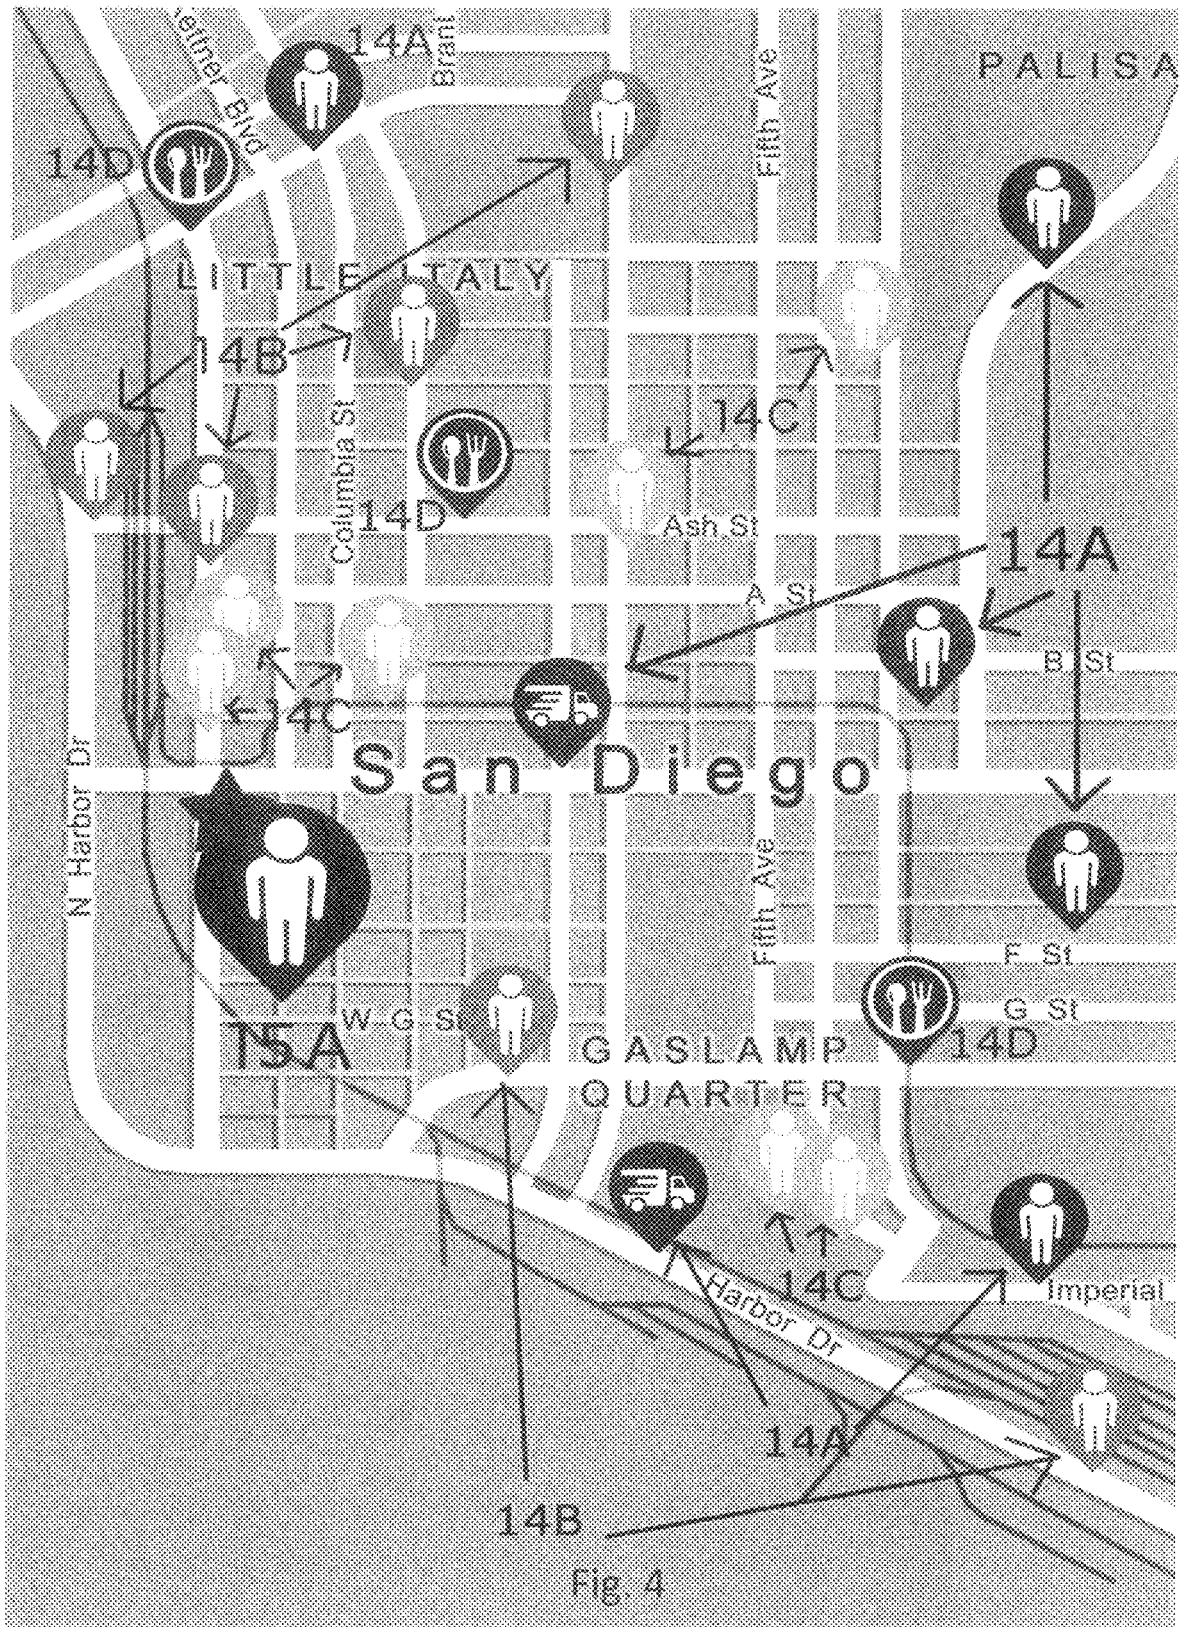 Kettner Blvd
14A
Brant
Fifth Ave
PALISA
14D
LITTLE ITALY
14B
14C
Columbia St
14D
Ash St
14A
A St
B St
14C
San Diego
N Harbor Dr
Fifth Ave
F St
G St
W G St
15A
14D
GASLAMP
QUARTER
14C
Imperial
Harbor Dr
14A
14B
Fig. 4